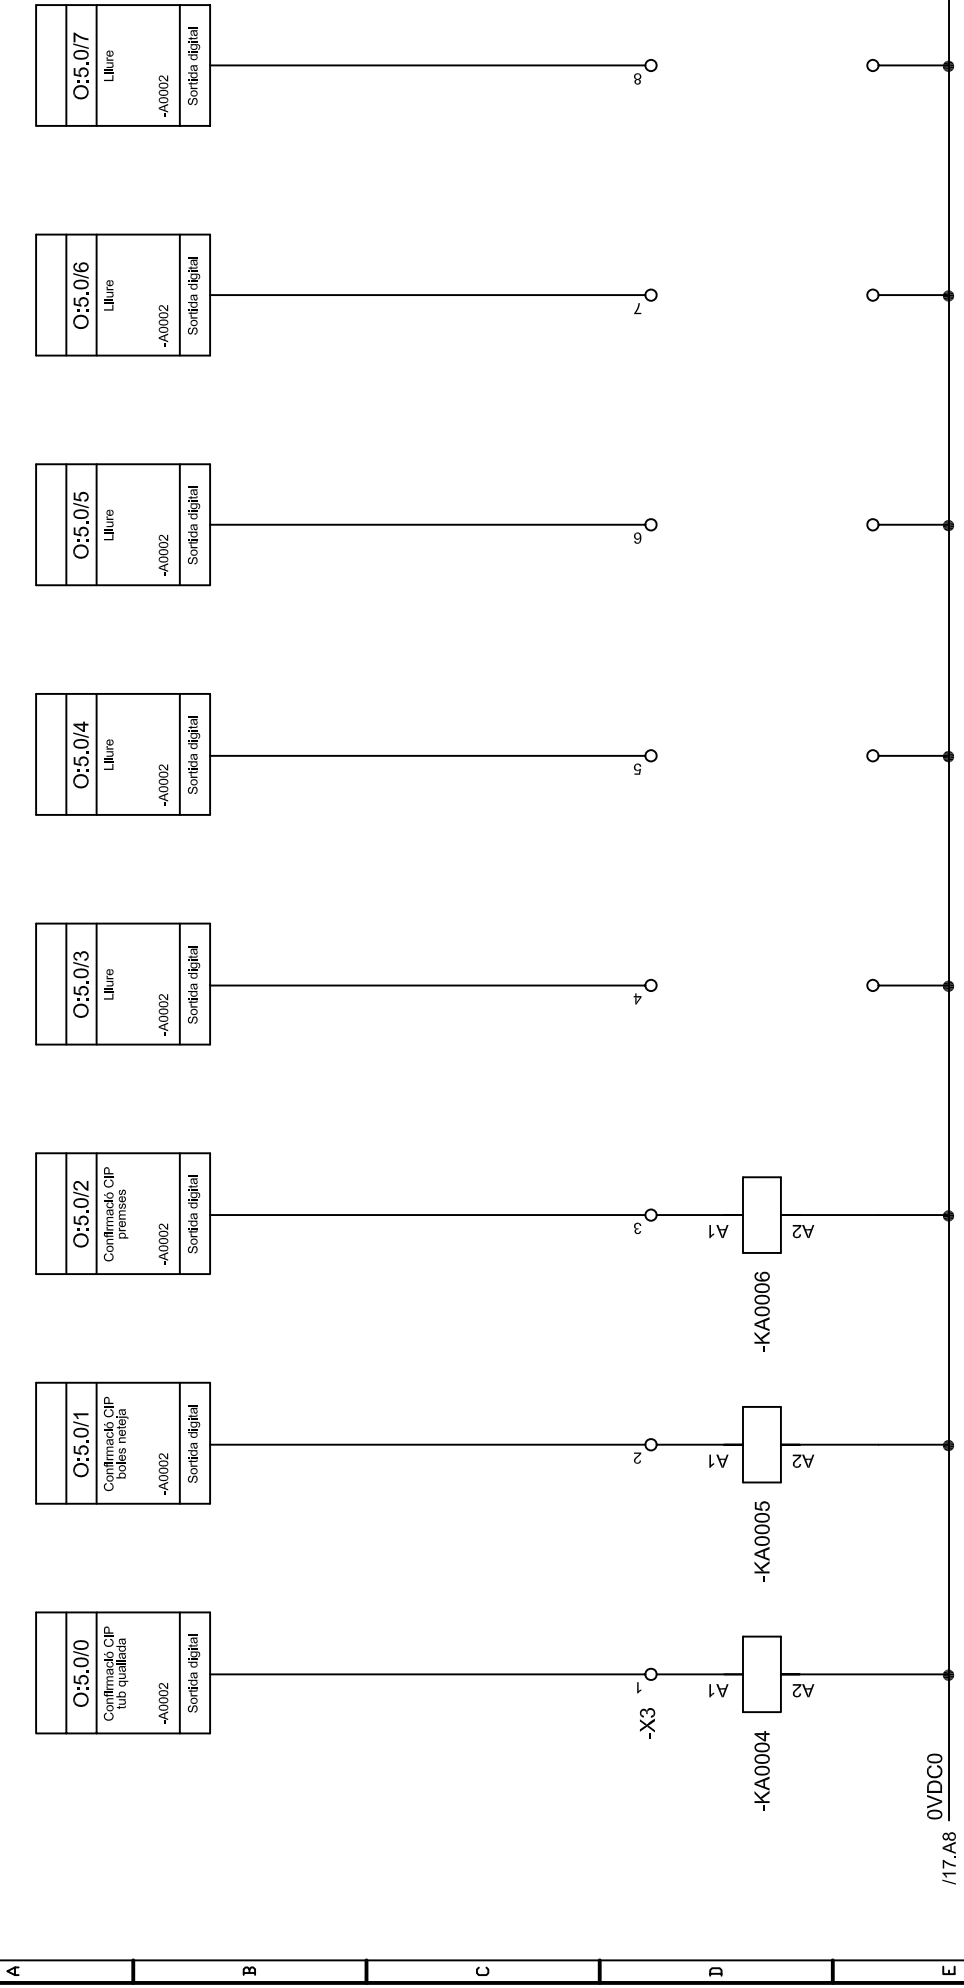 O:5.0/0
Confirmació CIP
tub quallada
-A0002
Sortida digital
O:5.0/1
Confirmació CIP
boles neteja
-A0002
Sortida digital
O:5.0/2
Confirmació CIP
premses
-A0002
Sortida digital
O:5.0/3
Lliure
-A0002
Sortida digital
O:5.0/4
Lliure
-A0002
Sortida digital
O:5.0/5
Lliure
-A0002
Sortida digital
O:5.0/6
Lliure
-A0002
Sortida digital
O:5.0/7
Lliure
-A0002
Sortida digital
-X3
1
2
3
4
5
6
7
8
-KA0004
A1
A2
-KA0005
A1
A2
-KA0006
A1
A2
/17.A8
0VDC0
A
B
C
D
E